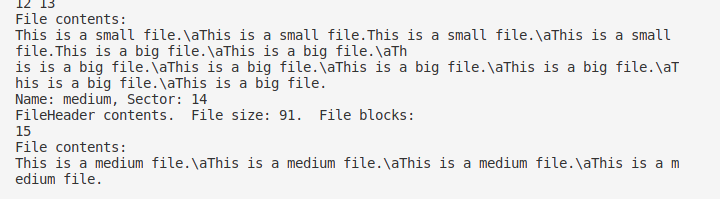 12 13
File contents:
This is a small file.\aThis is a small file.This is a small file.\aThis is a small
file.This is a big file.\aThis is a big file.\aTh
is is a big file.\aThis is a big file.\aThis is a big file.\aThis is a big file.\aT
his is a big file.\aThis is a big file.
Name: medium, Sector: 14
FileHeader contents.  File size: 91.  File blocks:
15
File contents:
This is a medium file.\aThis is a medium file.\aThis is a medium file.\aThis is a m
edium file.